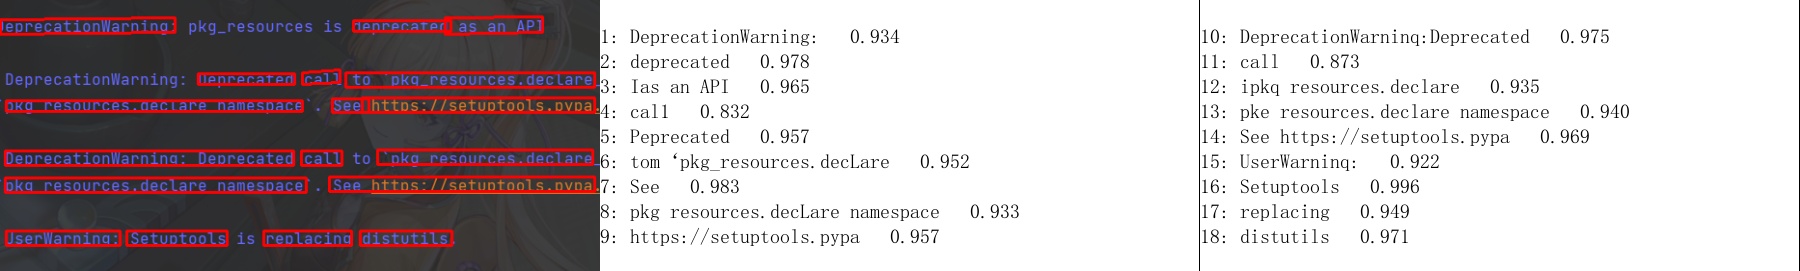 DeprecationWarning: pkg_resources is deprecated as an API
DeprecationWarning: Deprecated call to `pkg_resources.declare
pkg_resources.declare_namespace`. See https://setuptools.pypa.
DeprecationWarning: Deprecated call to `pkg_resources.declare
pkg_resources.declare_namespace`. See https://setuptools.pypa.
UserWarning: Setuptools is replacing distutils.
1: DeprecationWarning: 0.934
2: deprecated 0.978
3: Ias an API 0.965
4: call 0.832
5: Peprecated 0.957
6: tom ‘pkg_resources.decLare 0.952
7: See 0.983
8: pkg resources.decLare namespace 0.933
9: https://setuptools.pypa 0.957
10: DeprecationWarninq:Deprecated 0.975
11: call 0.873
12: ipkq resources.declare 0.935
13: pke resources.declare namespace 0.940
14: See https://setuptools.pypa 0.969
15: UserWarninq: 0.922
16: Setuptools 0.996
17: replacing 0.949
18: distutils 0.971